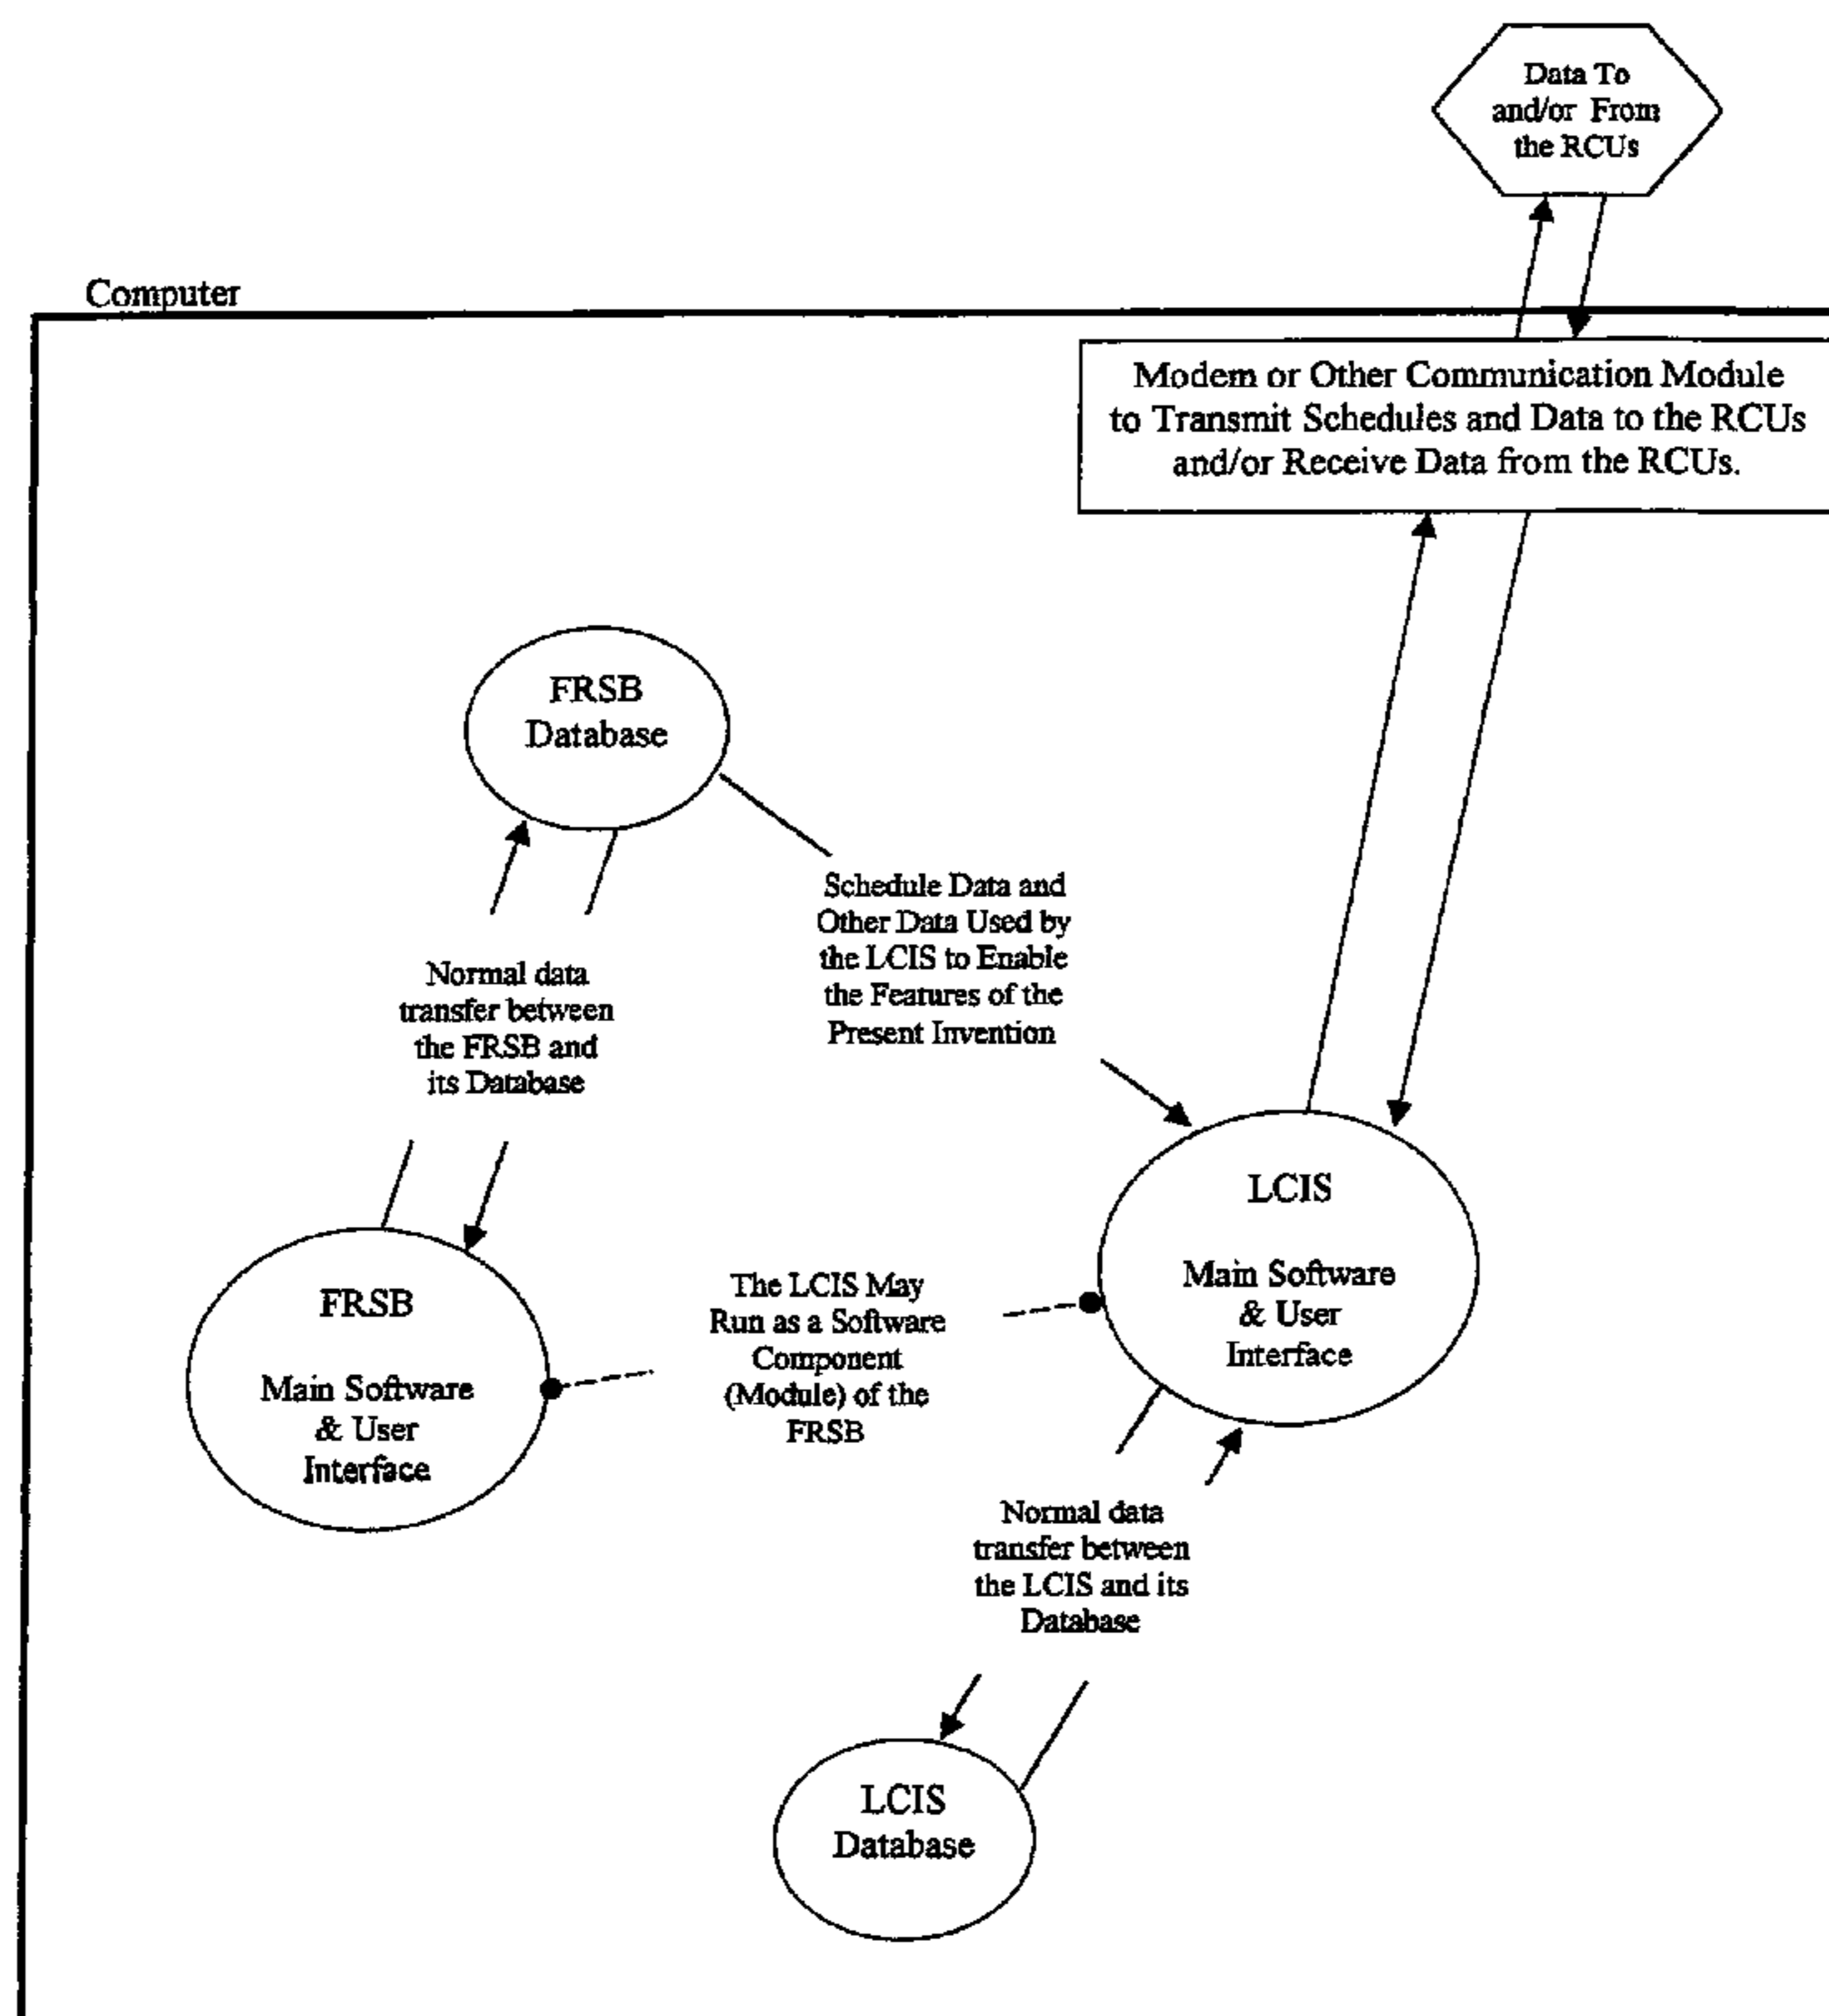 Data To
and/or From
the RCUs
Computer
Modem or Other Communication Module
to Transmit Schedules and Data to the RCUs
and/or Receive Data from the RCUs.
FRSB
Database
Schedule Data and
Other Data Used by
the LCIS to Enable
the Features of the
Present Invention
Normal data
transfer between
the FRSB and
its Database
LCIS
Main Software
& User
Interface
FRSB
Main Software
& User
Interface
The LCIS May
Run as a Software
Component
(Module) of the
FRSB
Normal data
transfer between
the LCIS and its
Database
LCIS
Database